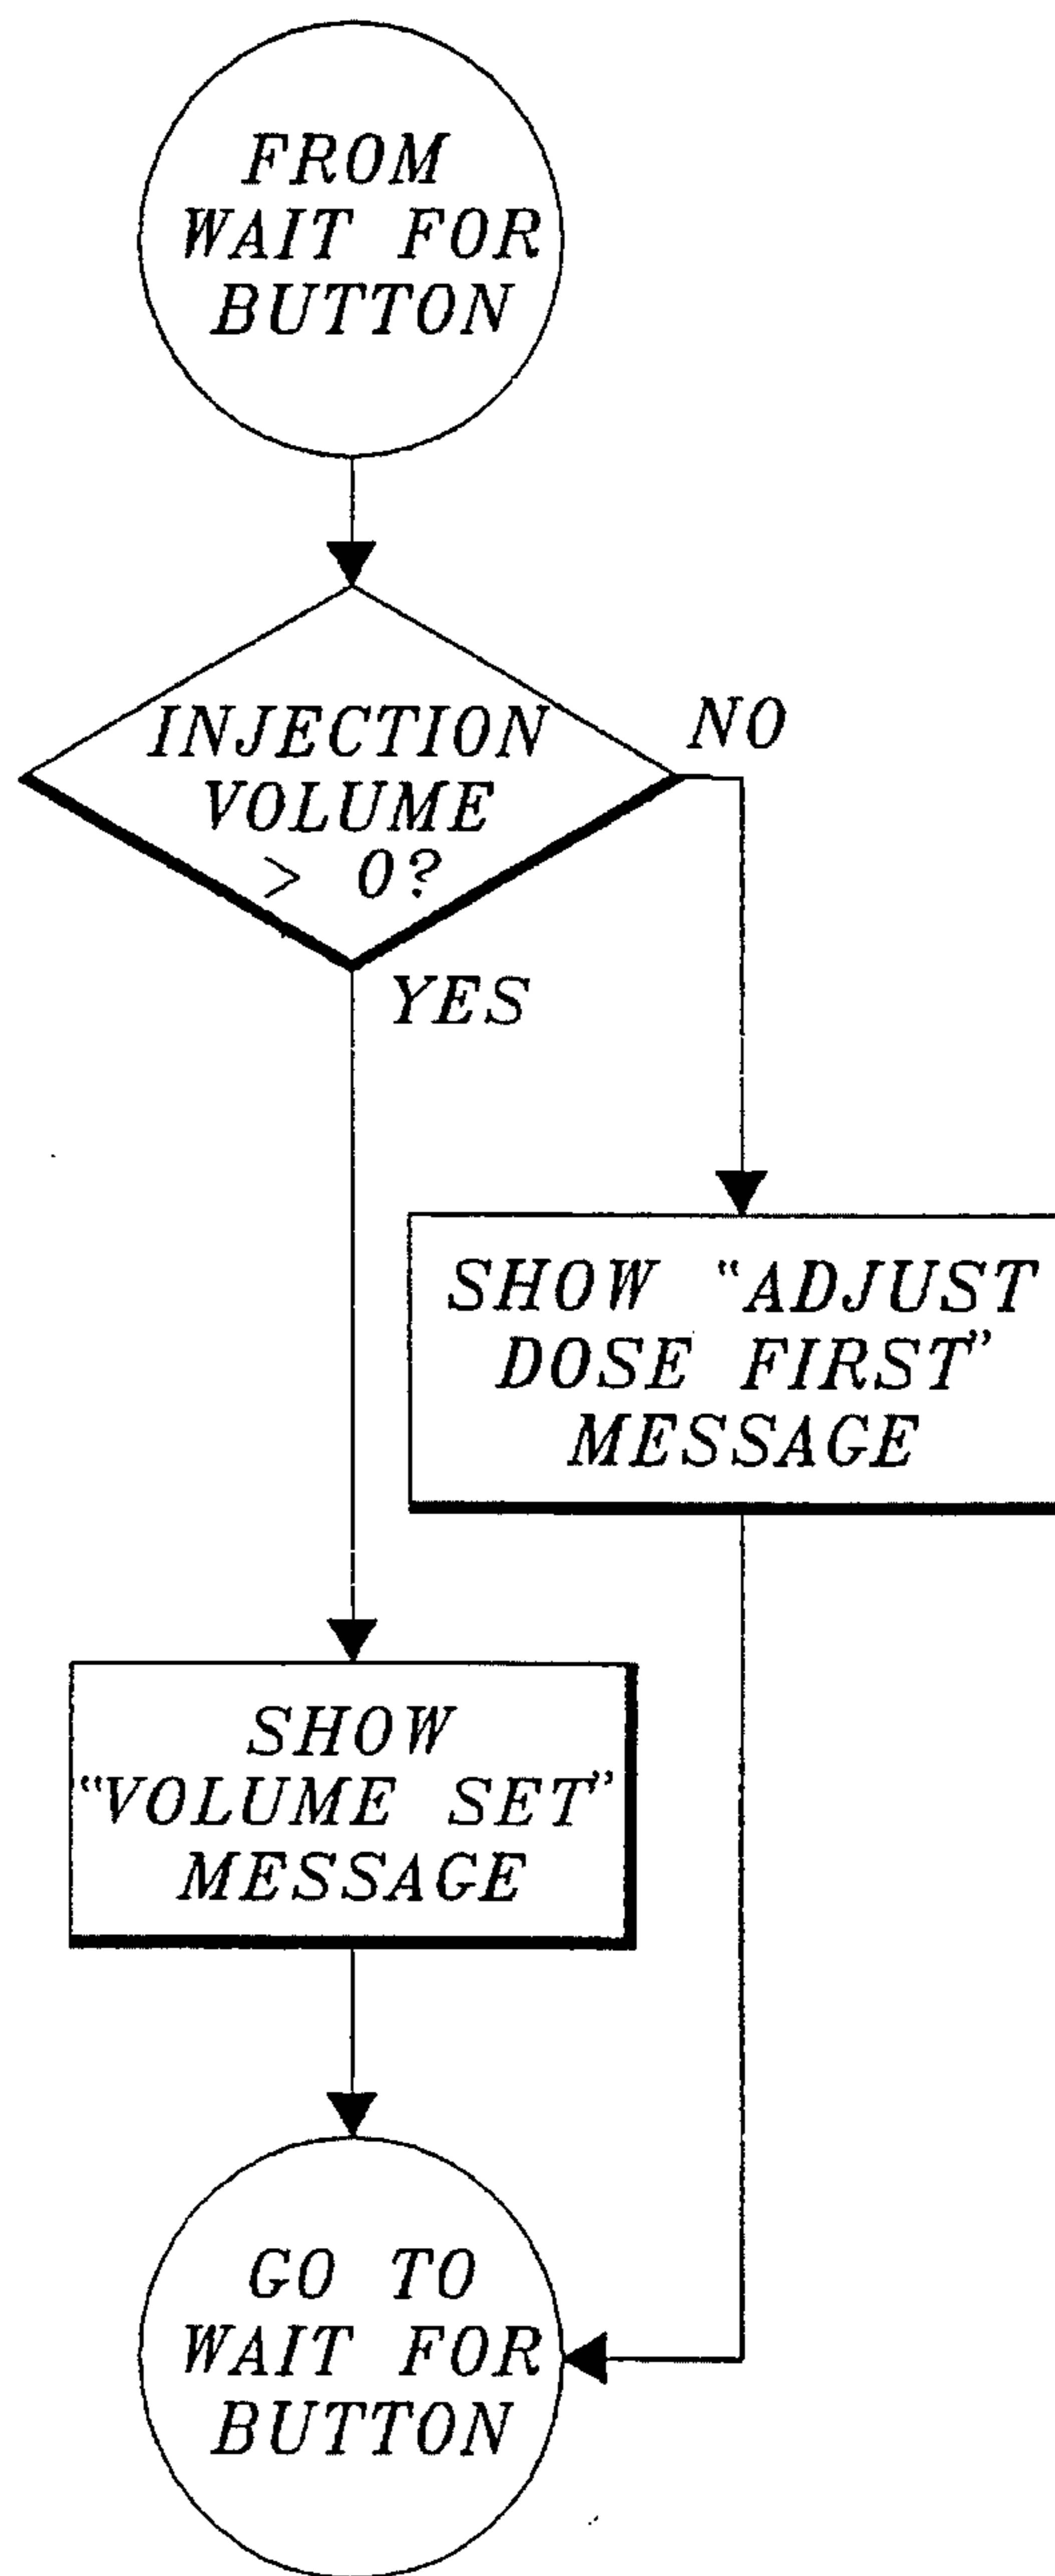 FROM
WAIT FOR
BUTTON
INJECTION
VOLUME
> 0?
NO
YES
SHOW "ADJUST
DOSE FIRST"
MESSAGE
SHOW
"VOLUME SET"
MESSAGE
GO TO
WAIT FOR
BUTTON